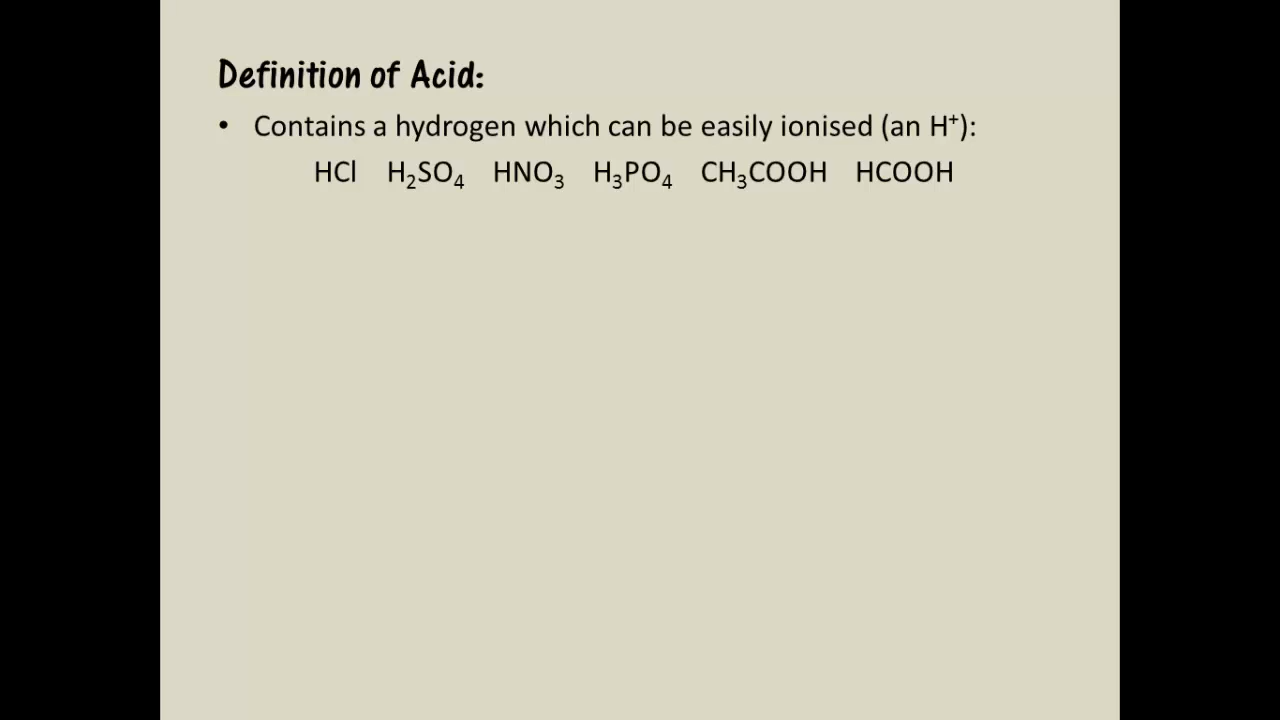 Definition of Acid:
• Contains a hydrogen which can be easily ionised (an H⁺):
HCl H₂SO₄ HNO₃ H₃PO₄ CH₃COOH HCOOH